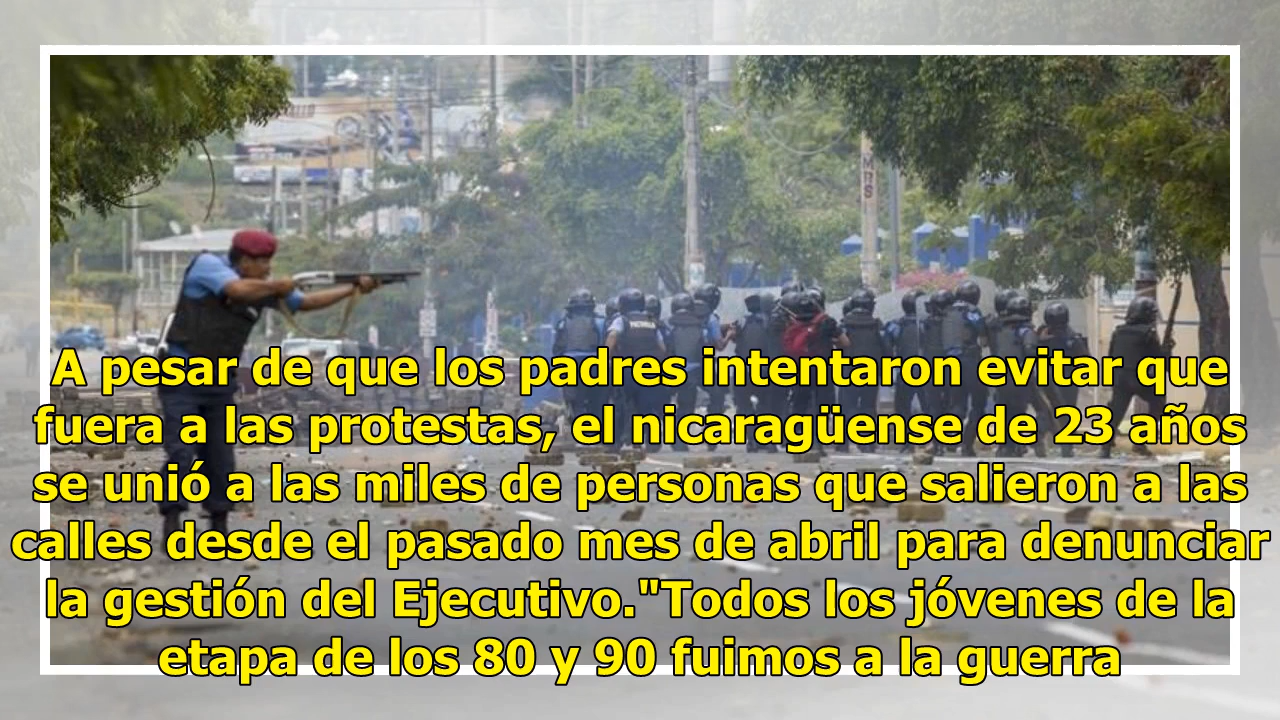 A pesar de que los padres intentaron evitar que
fuera a las protestas, el nicaragüense de 23 años
se unió a las miles de personas que salieron a las
calles desde el pasado mes de abril para denunciar
la gestión del Ejecutivo."Todos los jóvenes de la
etapa de los 80 y 90 fuimos a la guerra